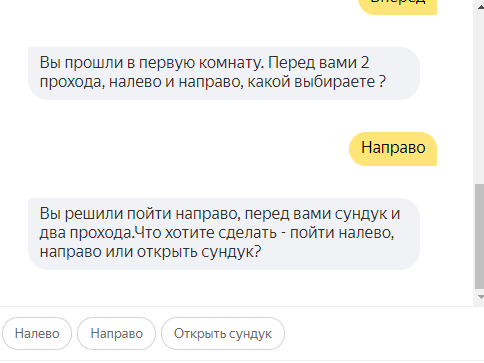 Вперед
Вы прошли в первую комнату. Перед вами 2
прохода, налево и направо, какой выбираете ?
Направо
Вы решили пойти направо, перед вами сундук и
два прохода.Что хотите сделать - пойти налево,
направо или открыть сундук?
Налево
Направо
Открыть сундук